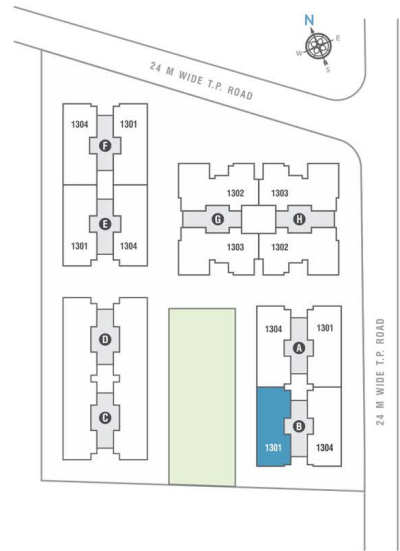 N
W
E
S
24 M WIDE T.P. ROAD
1304
1301
F
E
1301
1304
1302
1303
G
H
1303
1302
D
C
1304
1301
A
B
1301
1304
24 M WIDE T.P. ROAD